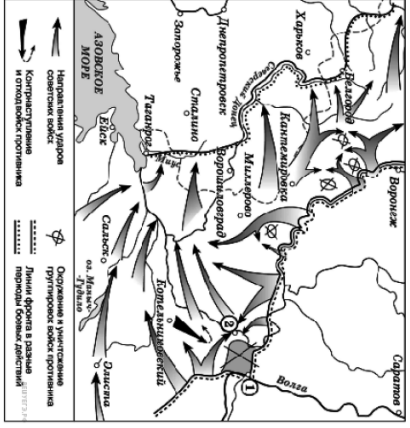 Саратов
Воронеж
Белгород
Харьков
Волга
Кантемировка
Северский Донец
Днепропетровск
Миллерово
Ворошиловград
Запорожье
Сталино
Миус
Таганрог
Котельниковский
АЗОВСКОЕ
МОРЕ
Ейск
Сальск
оз. Маныч-
Гудило
Элиста
1
2
Направления ударов
советских войск
Контрнаступление
и отход войск противника
Окружение и уничтожение
группировок войск противника
Линии фронта в разные
периоды боевых действий